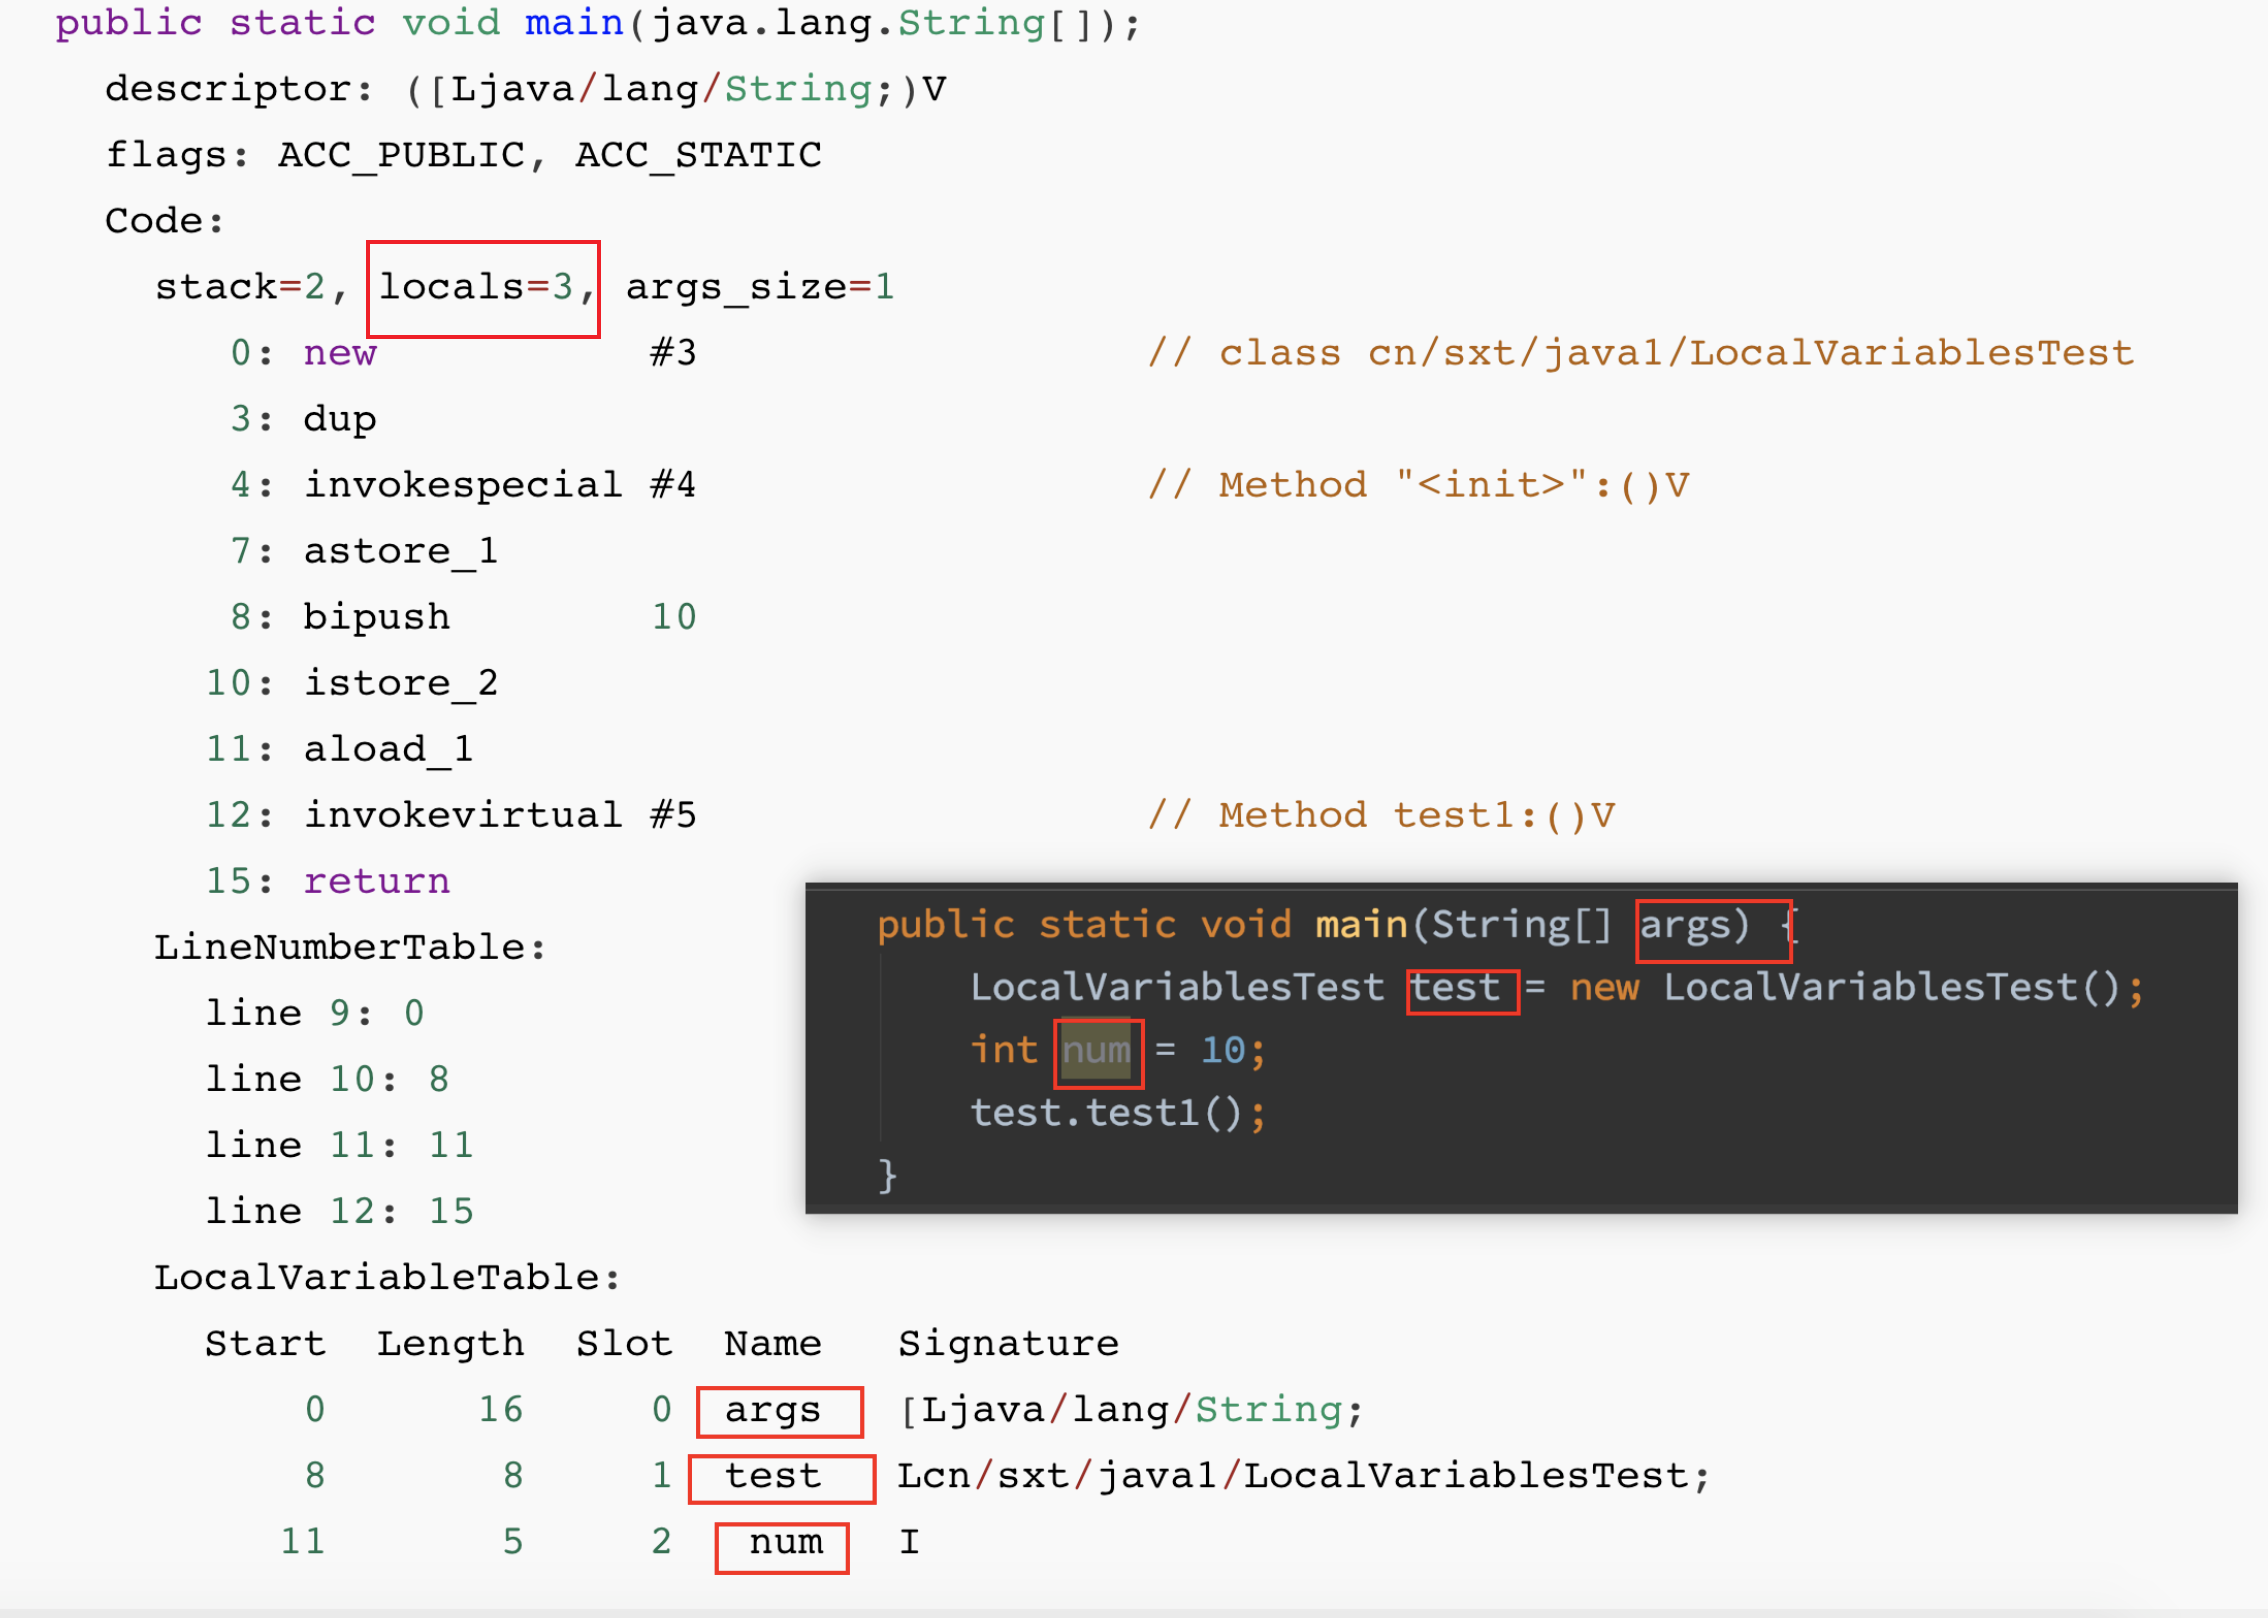 public static void main(java.lang.String[]);
descriptor: ([Ljava/lang/String;)V
flags: ACC_PUBLIC, ACC_STATIC
Code:
stack=2, locals=3, args_size=1
0: new #3 // class cn/sxt/java1/LocalVariablesTest
3: dup
4: invokespecial #4 // Method "<init>":()V
7: astore_1
8: bipush 10
10: istore_2
11: aload_1
12: invokevirtual #5 // Method test1:()V
15: return
LineNumberTable:
line 9: 0
line 10: 8
line 11: 11
line 12: 15
public static void main(String[] args) {
LocalVariablesTest test = new LocalVariablesTest();
int num = 10;
test.test1();
}
LocalVariableTable:
Start Length Slot Name Signature
0 16 0 args [Ljava/lang/String;
8 8 1 test Lcn/sxt/java1/LocalVariablesTest;
11 5 2 num I